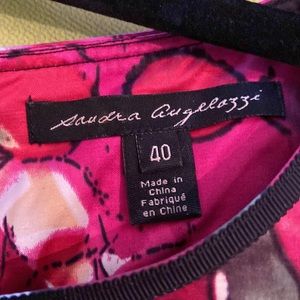 Sandra Angelozzi
40
Made in
China
Fabriqué
en Chine